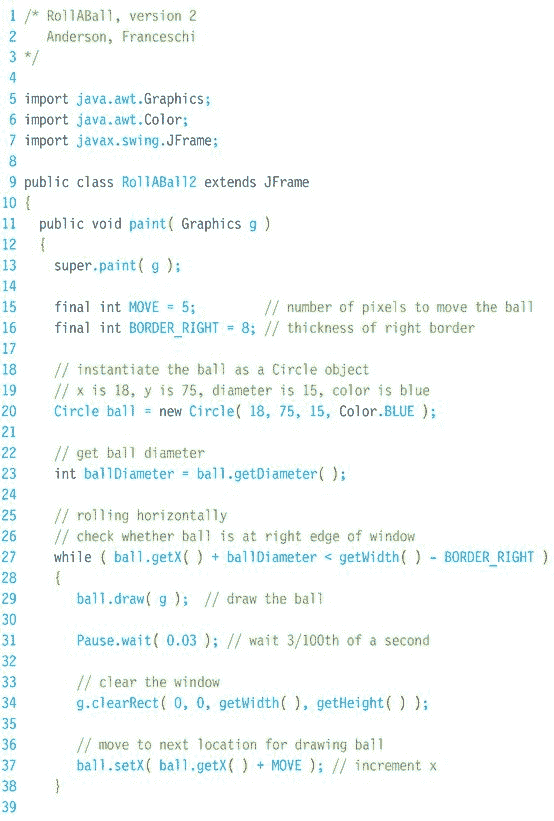 1 /* RollABall, version 2
2 Anderson, Franceschi
3 */
4
5 import java.awt.Graphics;
6 import java.awt.Color;
7 import javax.swing.JFrame;
8
9 public class RollABall2 extends JFrame
10 {
11 public void paint( Graphics g )
12 {
13 super.paint( g );
14
15 final int MOVE = 5; // number of pixels to move the ball
16 final int BORDER_RIGHT = 8; // thickness of right border
17
18 // instantiate the ball as a Circle object
19 // x is 18, y is 75, diameter is 15, color is blue
20 Circle ball = new Circle( 18, 75, 15, Color.BLUE );
21
22 // get ball diameter
23 int ballDiameter = ball.getDiameter( );
24
25 // rolling horizontally
26 // check whether ball is at right edge of window
27 while ( ball.getX( ) + ballDiameter < getWidth( ) - BORDER_RIGHT )
28 {
29 ball.draw( g ); // draw the ball
30
31 Pause.wait( 0.03 ); // wait 3/100th of a second
32
33 // clear the window
34 g.clearRect( 0, 0, getWidth( ), getHeight( ) );
35
36 // move to next location for drawing ball
37 ball.setX( ball.getX( ) + MOVE ); // increment x
38 }
39